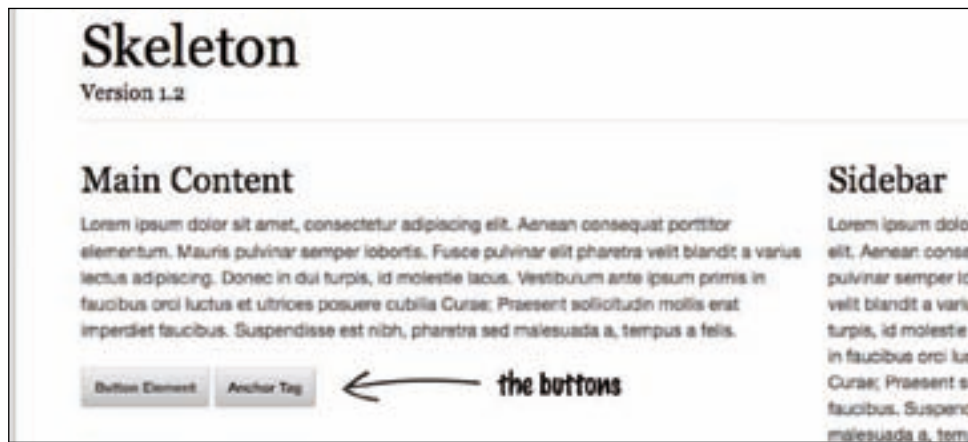 Skeleton
Version 1.2
Main Content
Lorem ipsum dolor sit amet, consectetur adipiscing elit. Aenean consequat porttitor
elementum. Mauris pulvinar semper lobortis. Fusce pulvinar elit pharetra velit blandit a varius
lectus adipiscing. Donec in dui turpis, id molestie lacus. Vestibulum ante ipsum primis in
faucibus orci luctus et ultrices posuere cubilia Curae; Praesent sollicitudin mollis erat
imperdiet faucibus. Suspendisse est nibh, pharetra sed malesuada a, tempus a felis.
Button Element
Anchor Tag
the buttons
Sidebar
Lorem ipsum dolo
elit. Aenean conse
pulvinar semper lo
velit blandit a variu
turpis, id molestie
in faucibus orci luc
Curae; Praesent s
faucibus. Suspend
malesuada a, tem